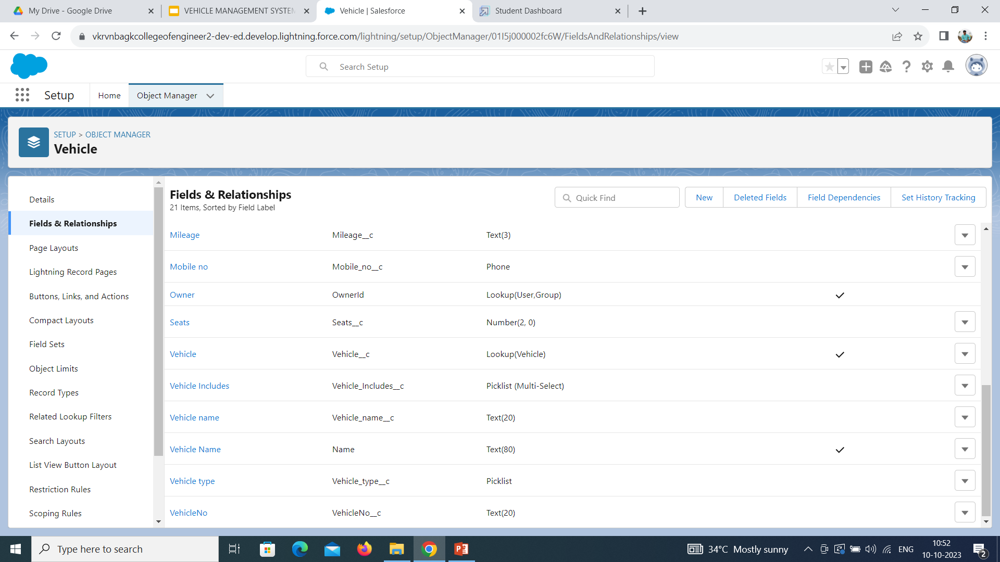 My Drive - Google Drive
VEHICLE MANAGEMENT SYSTEM
Vehicle | Salesforce
Student Dashboard
vkrvnbagkcollegeofengineer2-dev-ed.develop.lightning.force.com/lightning/setup/ObjectManager/01I5j000002fc6W/FieldsAndRelationships/view
Search Setup
Setup
Home
Object Manager
SETUP > OBJECT MANAGER
Vehicle
Details
Fields & Relationships
Page Layouts
Lightning Record Pages
Buttons, Links, and Actions
Compact Layouts
Field Sets
Object Limits
Record Types
Related Lookup Filters
Search Layouts
List View Button Layout
Restriction Rules
Scoping Rules
Fields & Relationships
21 Items, Sorted by Field Label
Quick Find
New
Deleted Fields
Field Dependencies
Set History Tracking
Mileage Mileage__c Text(3)
Mobile no Mobile_no__c Phone
Owner OwnerId Lookup(User,Group)
Seats Seats__c Number(2, 0)
Vehicle Vehicle__c Lookup(Vehicle)
Vehicle Includes Vehicle_Includes__c Picklist (Multi-Select)
Vehicle name Vehicle_name__c Text(20)
Vehicle Name Name Text(80)
Vehicle type Vehicle_type__c Picklist
VehicleNo VehicleNo__c Text(20)
Type here to search
34°C Mostly sunny
ENG
10:52
10-10-2023
2